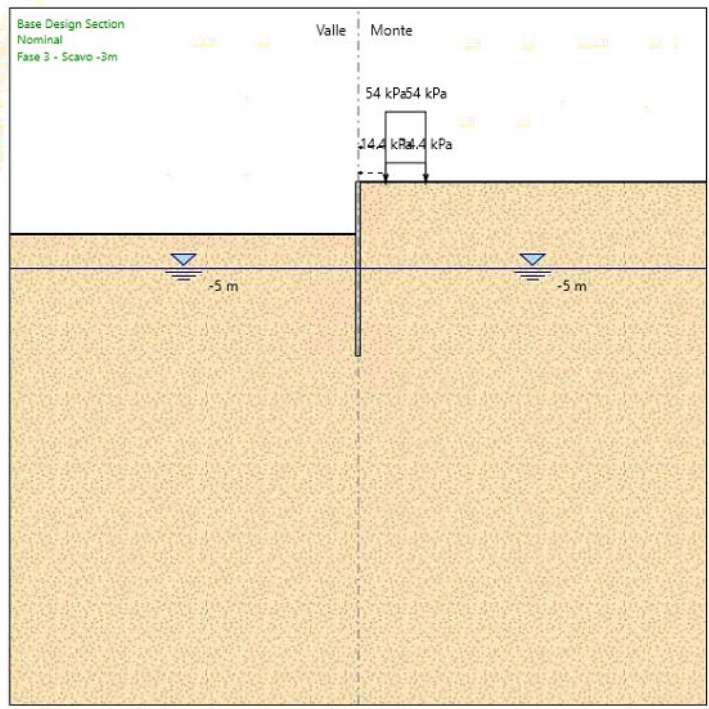 Base Design Section
Nominal
Fase 3 - Scavo -3m
Valle
Monte
54 kPa54 kPa
14.4 kPa14.4 kPa
-5 m
-5 m